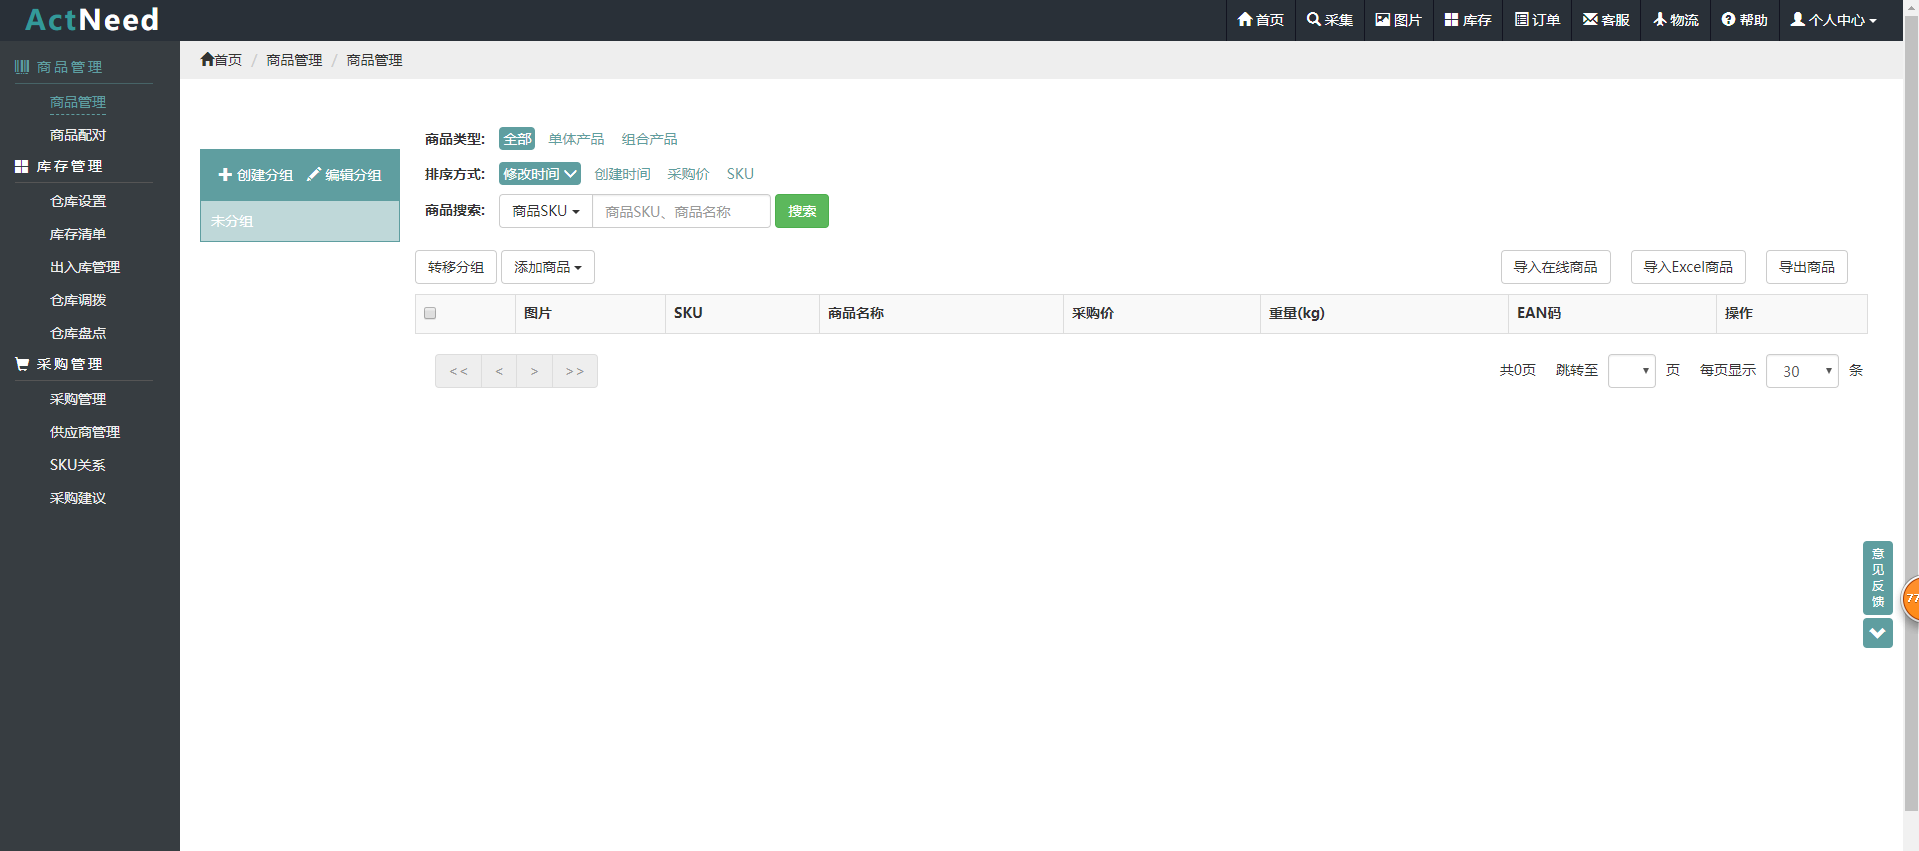 ActNeed
首页 采集 图片 库存 订单 客服 物流 帮助 个人中心
首页 / 商品管理 / 商品管理
商品管理
商品管理
商品配对
库存管理
仓库设置
库存清单
出入库管理
仓库调拨
仓库盘点
采购管理
采购管理
供应商管理
SKU关系
采购建议
创建分组 编辑分组
未分组
商品类型: 全部 单体产品 组合产品
排序方式: 修改时间 创建时间 采购价 SKU
商品搜索: 商品SKU 商品SKU、商品名称 搜索
转移分组 添加商品 导入在线商品 导入Excel商品 导出商品
图片 SKU 商品名称 采购价 重量(kg) EAN码 操作
<< < > >> 共0页 跳转至 页 每页显示 30 条
意
见
反
馈
77